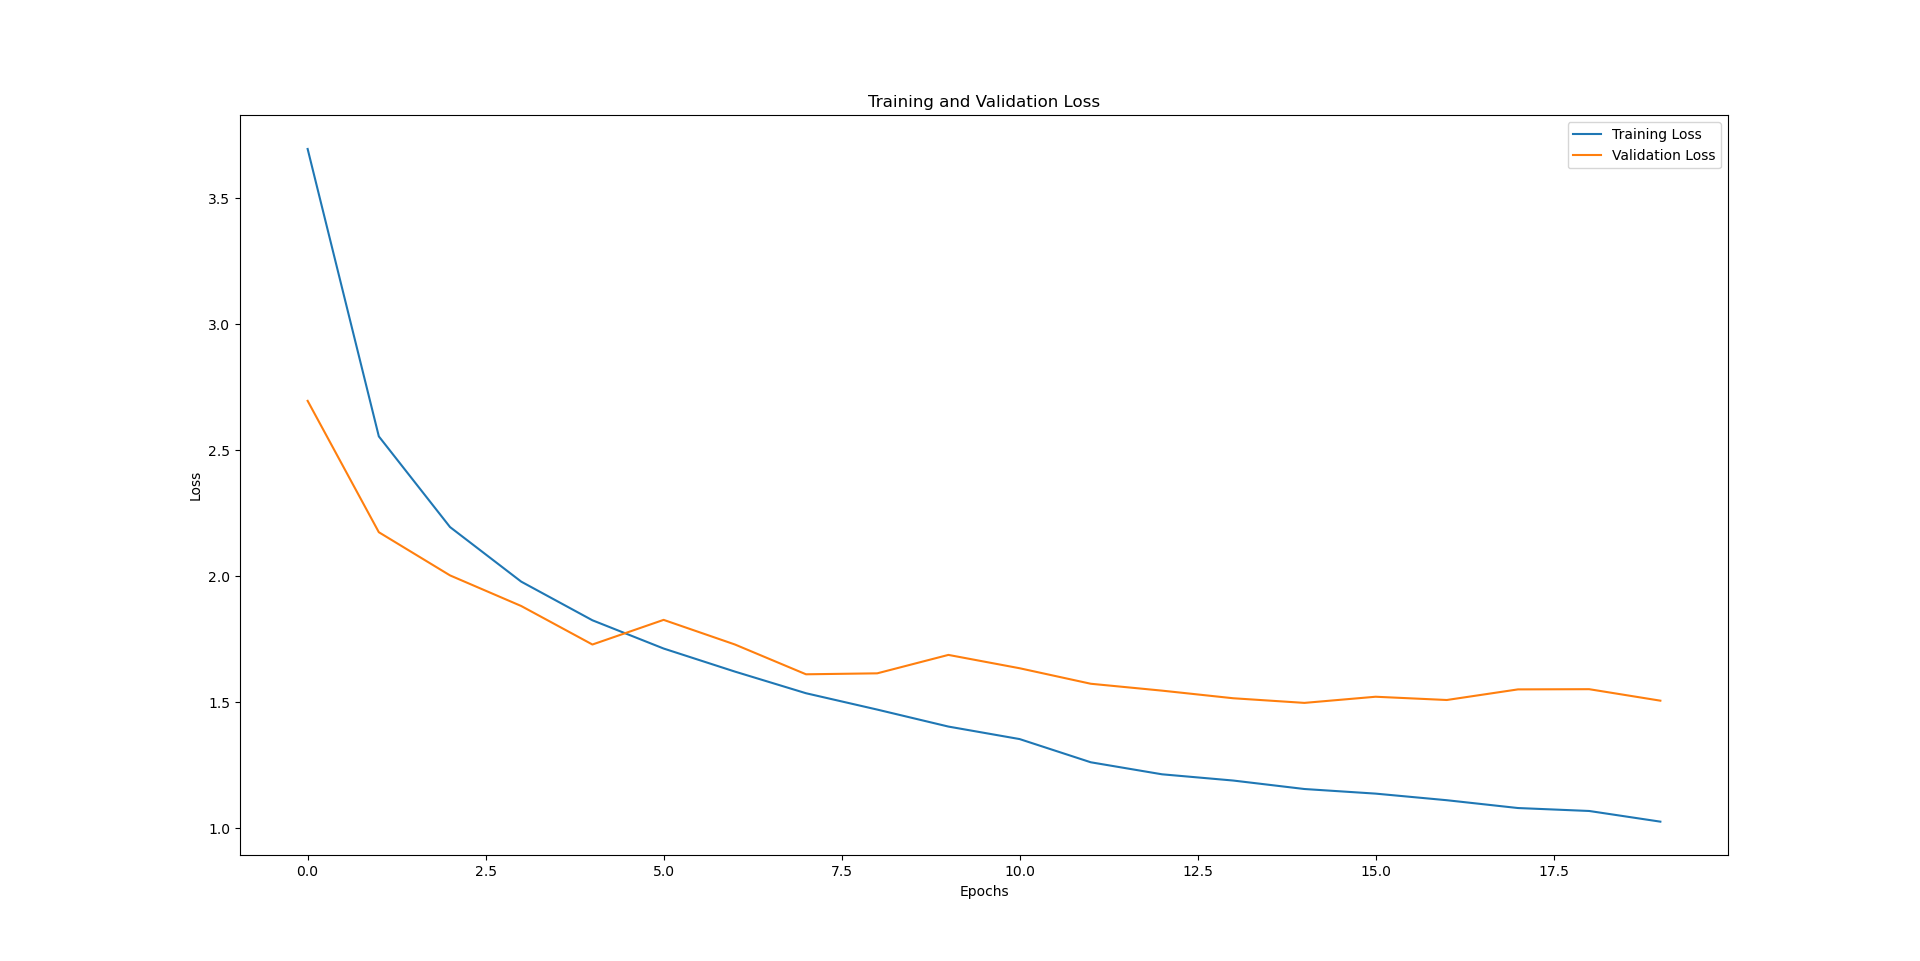 Training and Validation Loss
Training Loss
Validation Loss
3.5
3.0
2.5
2.0
1.5
1.0
Loss
0.0 2.5 5.0 7.5 10.0 12.5 15.0 17.5
Epochs